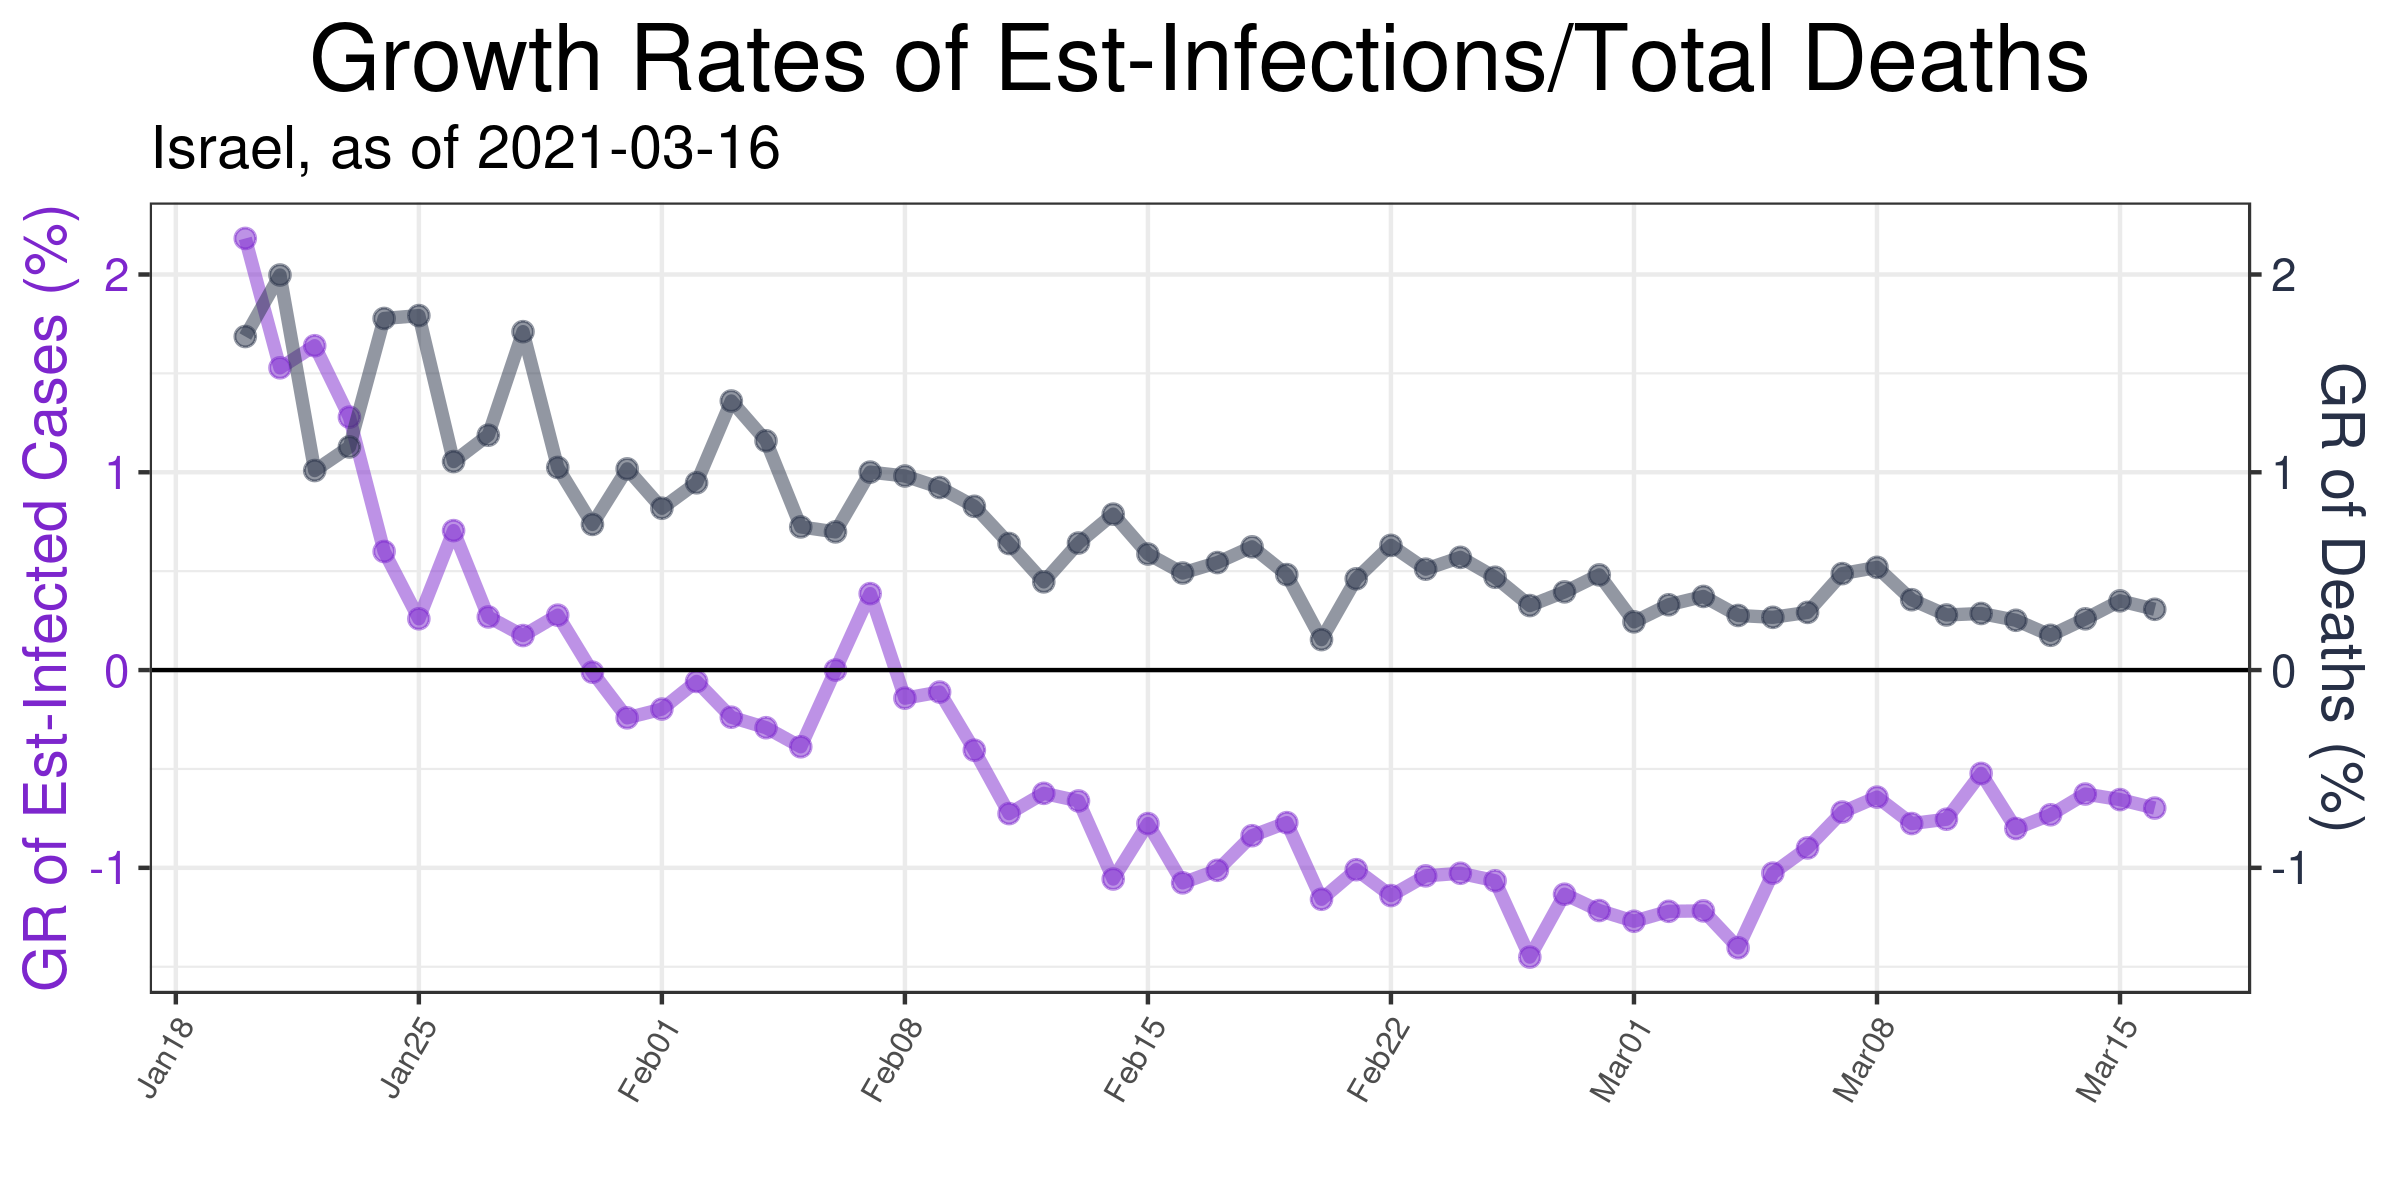 Growth Rates of Est-Infections/Total Deaths
Israel, as of 2021-03-16
GR of Est-Infected Cases (%)
2
1
0
-1
2
1
0
-1
GR of Deaths (%)
Jan18
Jan25
Feb01
Feb08
Feb15
Feb22
Mar01
Mar08
Mar15